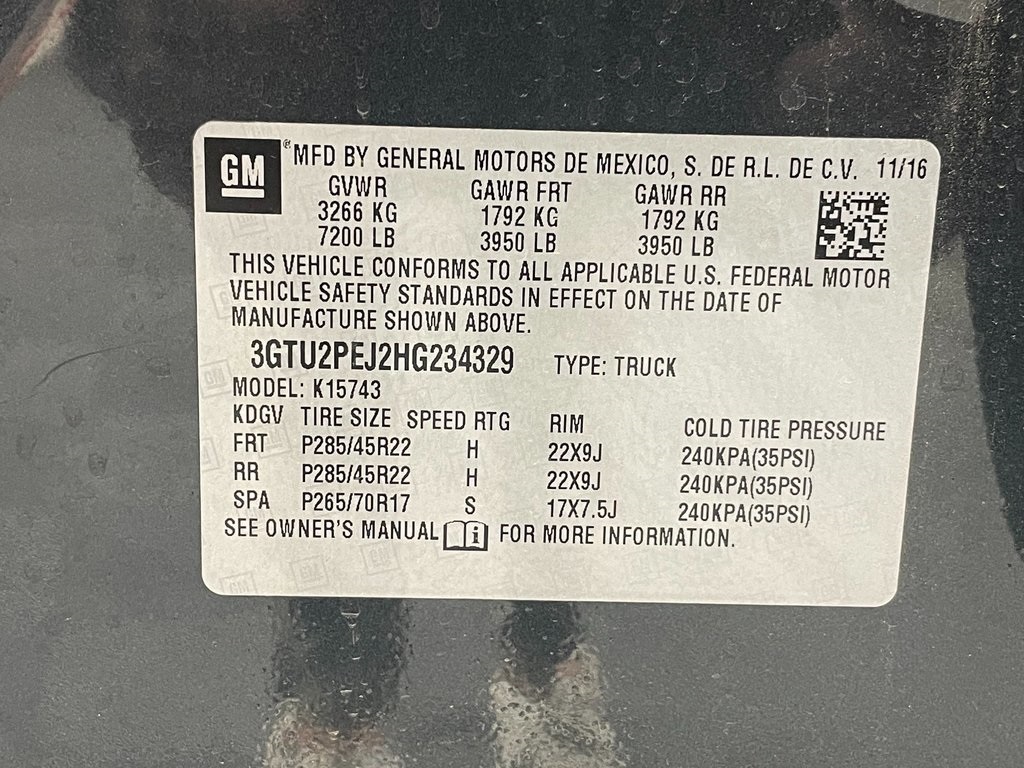 GM ® MFD BY GENERAL MOTORS DE MEXICO, S. DE R.L. DE C.V. 11/16
GVWR GAWR FRT GAWR RR
3266 KG 1792 KG 1792 KG
7200 LB 3950 LB 3950 LB
THIS VEHICLE CONFORMS TO ALL APPLICABLE U.S. FEDERAL MOTOR
VEHICLE SAFETY STANDARDS IN EFFECT ON THE DATE OF
MANUFACTURE SHOWN ABOVE.
3GTU2PEJ2HG234329 TYPE: TRUCK
MODEL: K15743
KDGV TIRE SIZE SPEED RTG RIM COLD TIRE PRESSURE
FRT P285/45R22 H 22X9J 240KPA(35PSI)
RR P285/45R22 H 22X9J 240KPA(35PSI)
SPA P265/70R17 S 17X7.5J 240KPA(35PSI)
SEE OWNER'S MANUAL i FOR MORE INFORMATION.